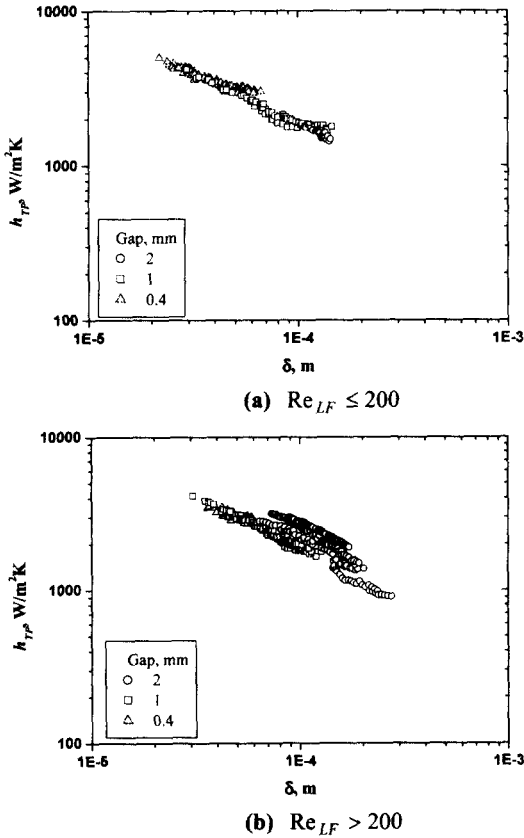 10000
h_TP, W/m²K
1000
Gap, mm
2
1
0.4
100
1E-5 1E-4 1E-3
δ, m
(a) Re_LF ≤ 200
10000
h_TP, W/m²K
1000
Gap, mm
2
1
0.4
100
1E-5 1E-4 1E-3
δ, m
(b) Re_LF > 200